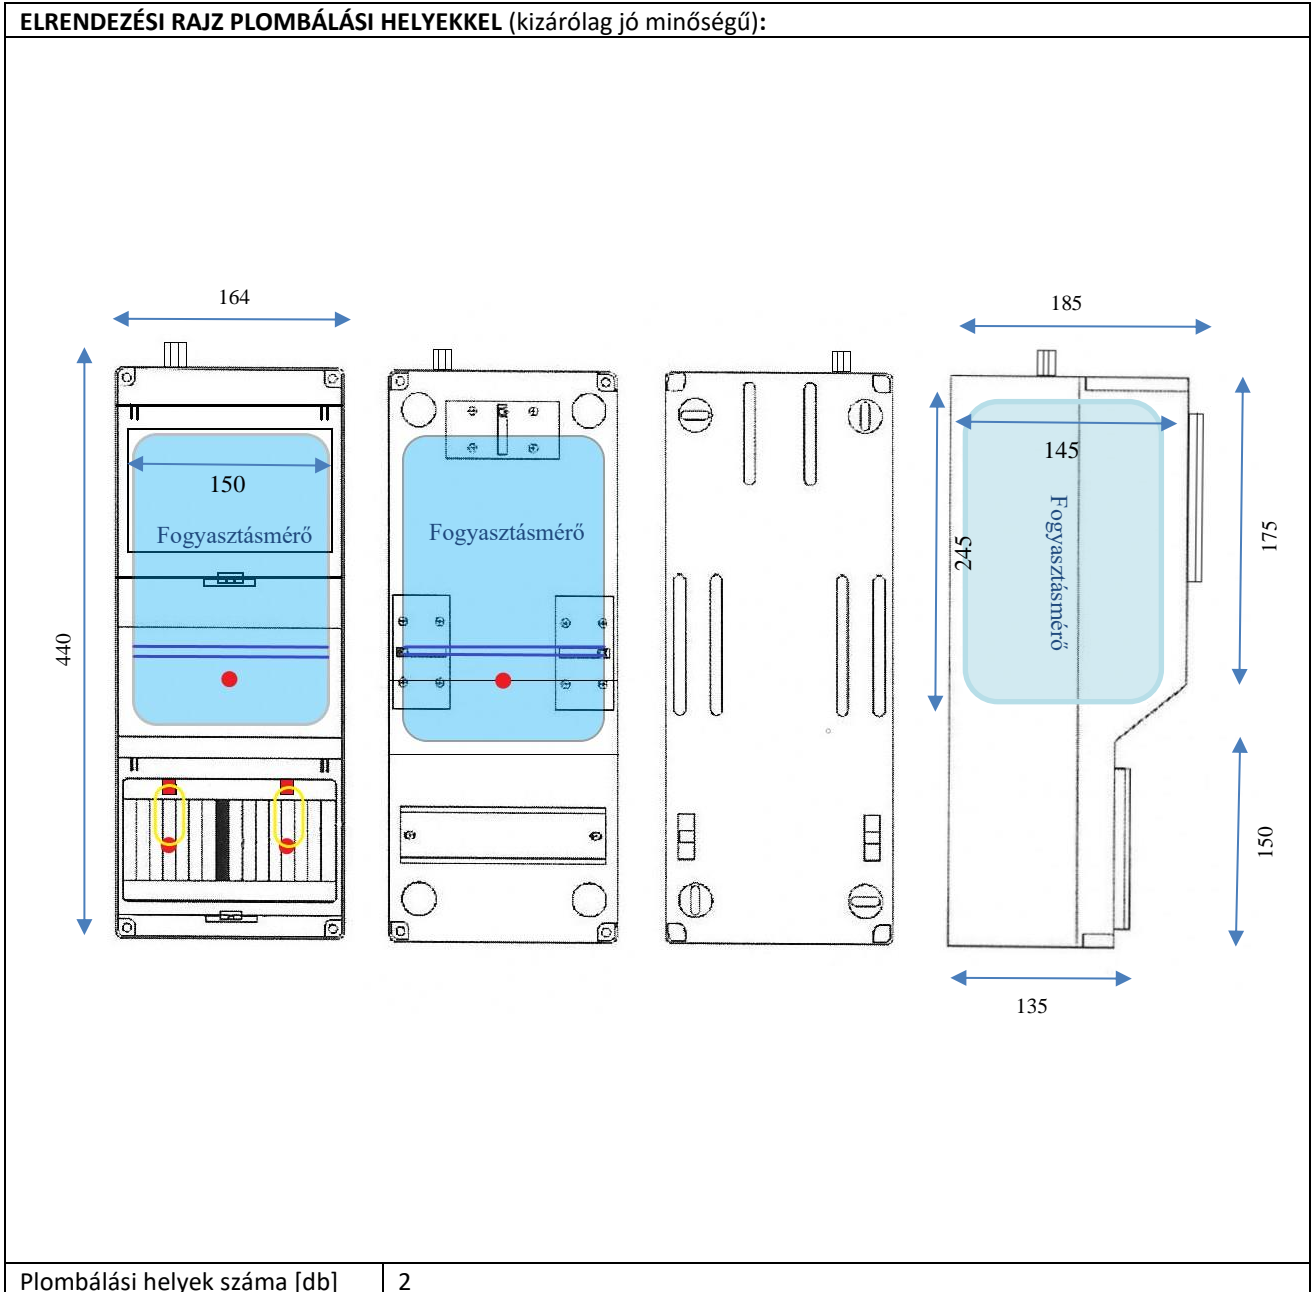 ELRENDEZÉSI RAJZ PLOMBÁLÁSI HELYEKKEL (kizárólag jó minőségű):
164
185
150
Fogyasztásmérő
Fogyasztásmérő
145
Fogyasztásmérő
245
175
440
150
135
Plombálási helyek száma [db]
2